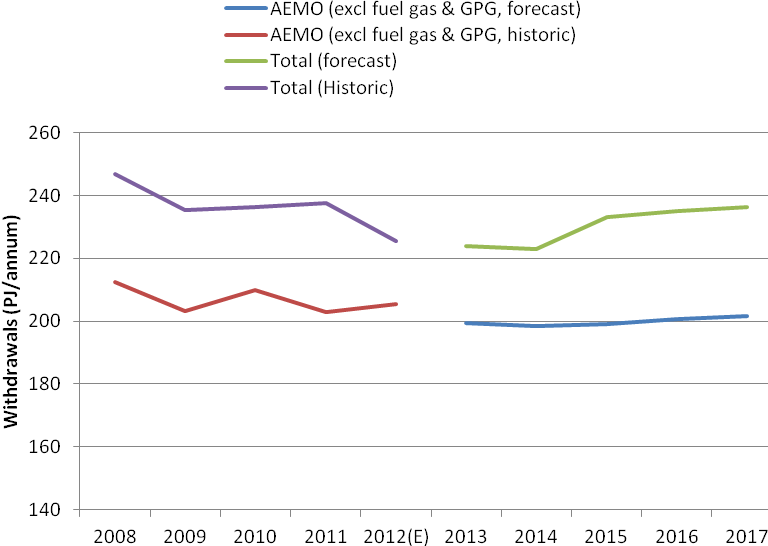 AEMO (excl fuel gas & GPG, forecast)
AEMO (excl fuel gas & GPG, historic)
Total (forecast)
Total (Historic)
Withdrawals (PJ/annum)
260
240
220
200
180
160
140
2008 2009 2010 2011 2012(E) 2013 2014 2015 2016 2017